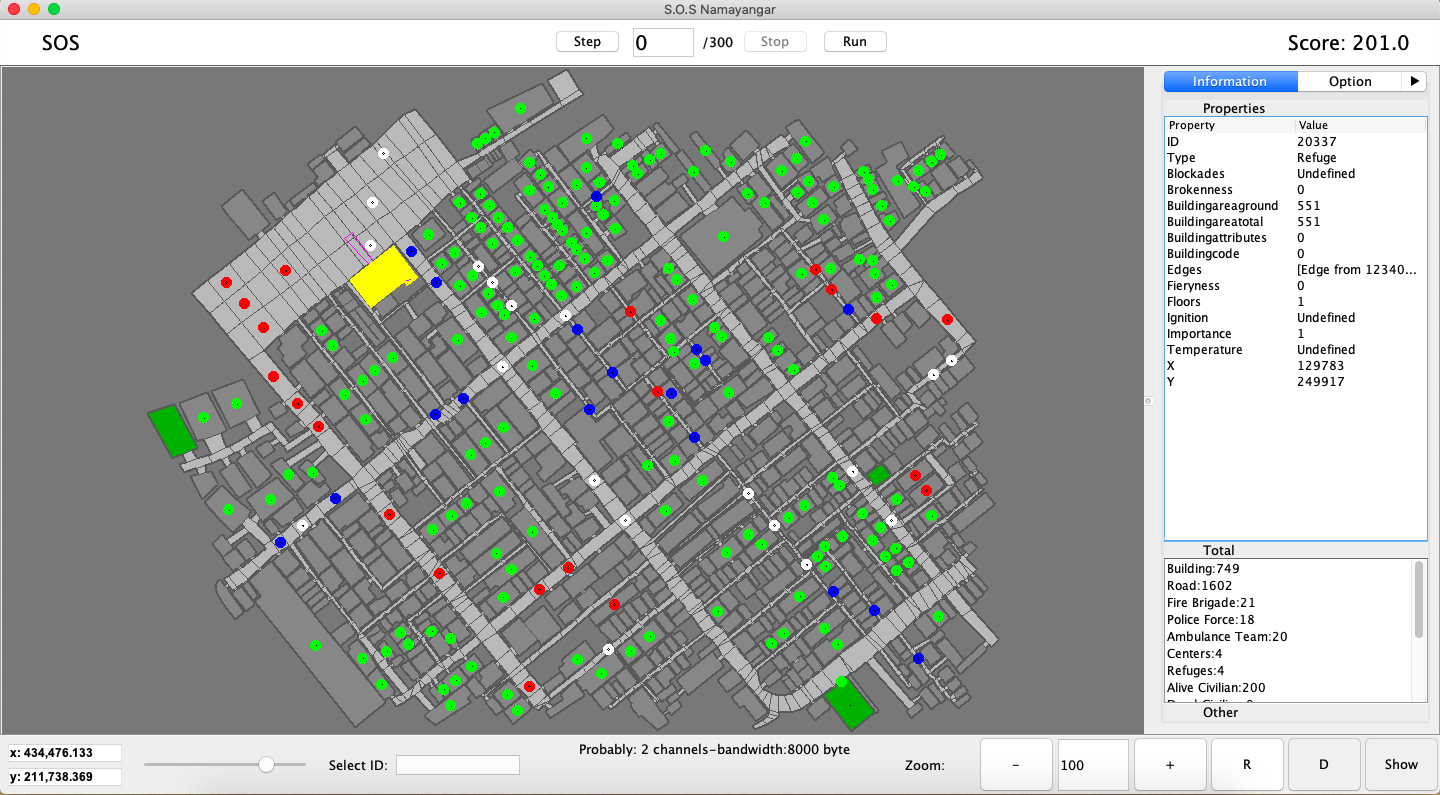 S.O.S Namayangar
SOS
Step
0
/300
Stop
Run
Score: 201.0
Information
Option
Properties
Property Value
ID 20337
Type Refuge
Blockades Undefined
Brokenness 0
Buildingareaground 551
Buildingareatotal 551
Buildingattributes 0
Buildingcode 0
Edges [Edge from 12340...
Fieryness 0
Floors 1
Ignition Undefined
Importance 1
Temperature Undefined
X 129783
Y 249917
Total
Building:749
Road:1602
Fire Brigade:21
Police Force:18
Ambulance Team:20
Centers:4
Refuges:4
Alive Civilian:200
Other
x: 434,476.133
y: 211,738.369
Select ID:
Probably: 2 channels-bandwidth:8000 byte
Zoom:
-
100
+
R
D
Show